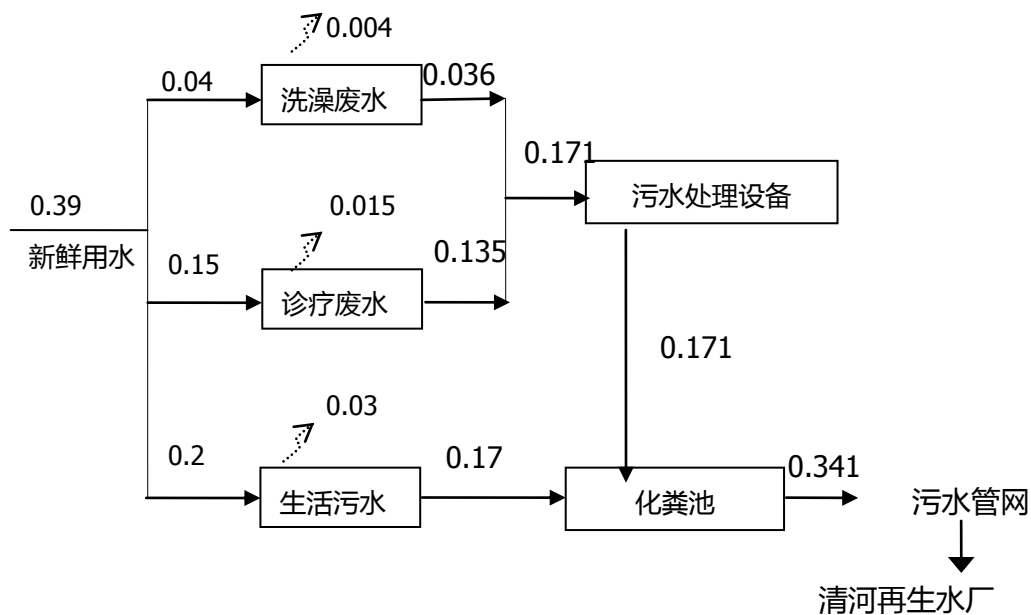 0.004
0.04
洗澡废水
0.036
0.171
污水处理设备
0.39
新鲜用水
0.015
0.15
诊疗废水
0.135
0.171
0.03
0.2
生活污水
0.17
化粪池
0.341
污水管网
清河再生水厂